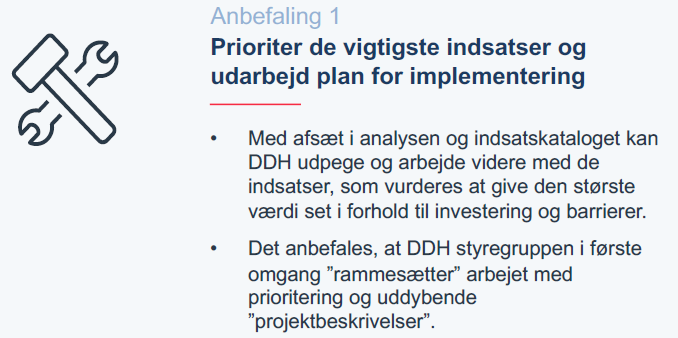 Anbefaling 1
Prioriter de vigtigste indsatser og
udarbejd plan for implementering
• Med afsæt i analysen og indsatskataloget kan
DDH udpege og arbejde videre med de
indsatser, som vurderes at give den største
værdi set i forhold til investering og barrierer.
• Det anbefales, at DDH styregruppen i første
omgang ”rammesætter” arbejet med
prioritering og uddybende
”projektbeskrivelser”.